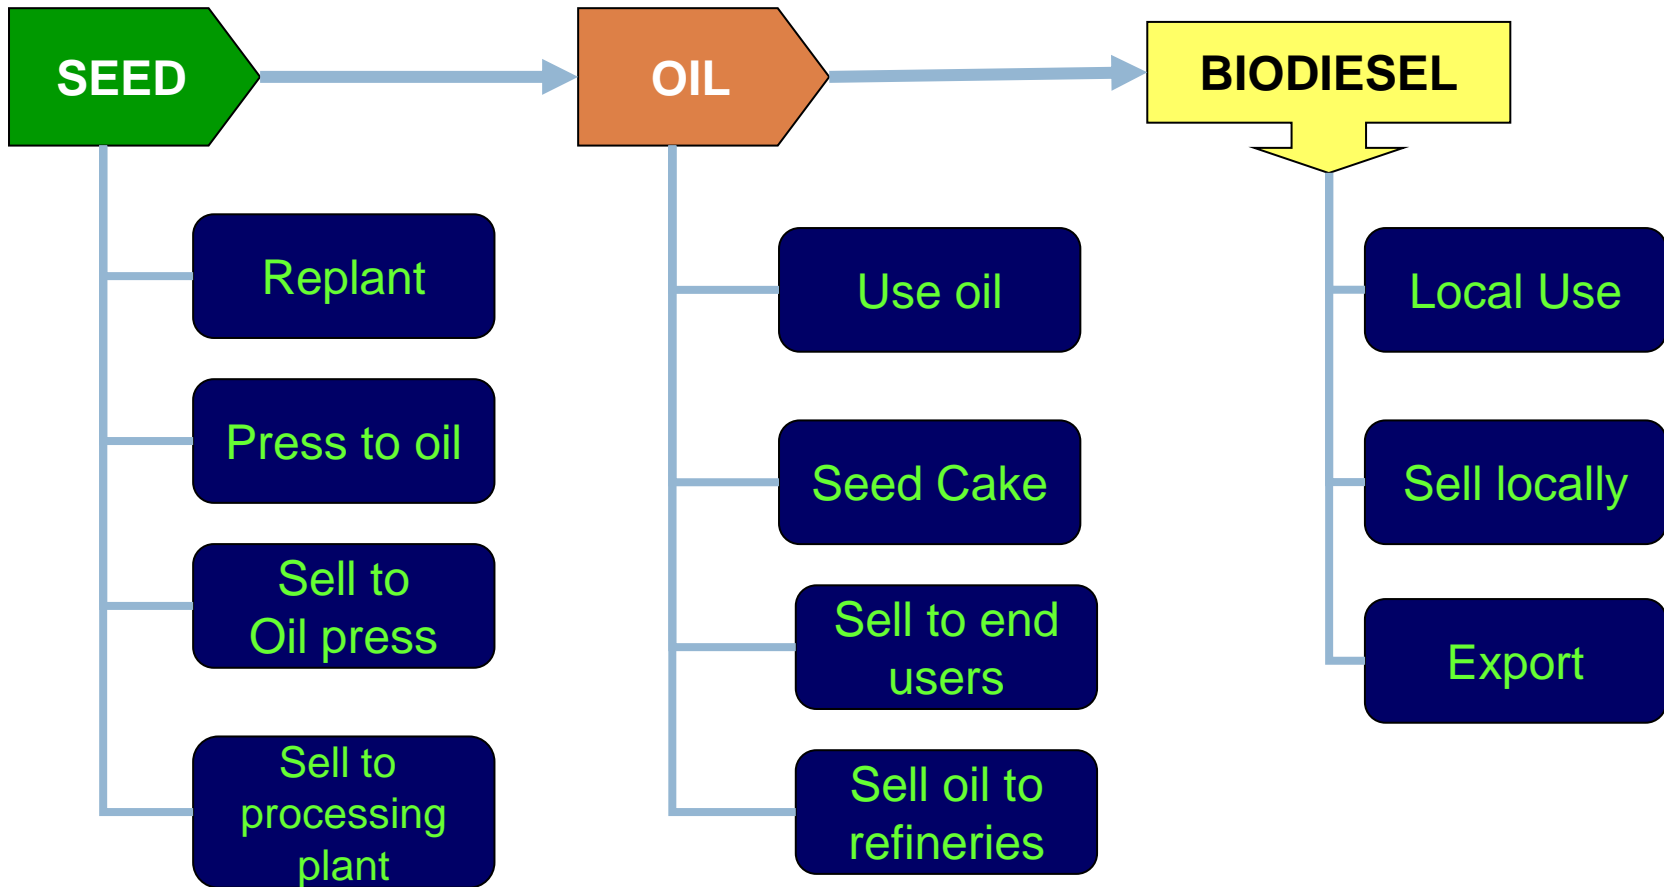 SEED
OIL
BIODIESEL
Replant
Press to oil
Sell to
Oil press
Sell to
processing
plant
Use oil
Seed Cake
Sell to end
users
Sell oil to
refineries
Local Use
Sell locally
Export